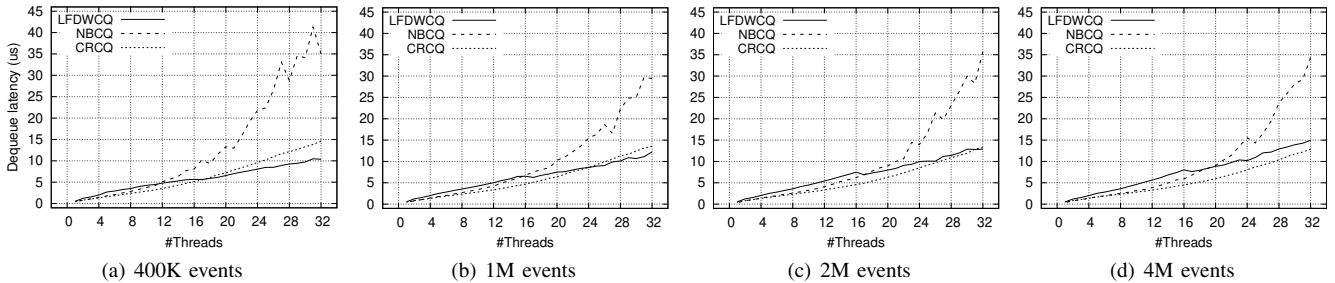 Dequeue latency (us)
45
40
35
30
25
20
15
10
5
0
LFDWCQ
NBCQ
CRCQ
0 4 8 12 16 20 24 28 32
#Threads
(a) 400K events
45
40
35
30
25
20
15
10
5
0
LFDWCQ
NBCQ
CRCQ
0 4 8 12 16 20 24 28 32
#Threads
(b) 1M events
45
40
35
30
25
20
15
10
5
0
LFDWCQ
NBCQ
CRCQ
0 4 8 12 16 20 24 28 32
#Threads
(c) 2M events
45
40
35
30
25
20
15
10
5
0
LFDWCQ
NBCQ
CRCQ
0 4 8 12 16 20 24 28 32
#Threads
(d) 4M events